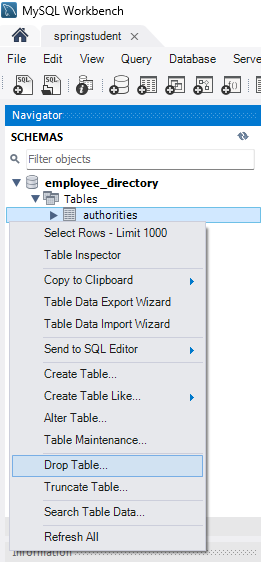 MySQL Workbench
springstudent
File Edit View Query Database Serve
SQL SQL
Navigator
SCHEMAS
Filter objects
employee_directory
Tables
authorities
Select Rows - Limit 1000
Table Inspector
Copy to Clipboard
Table Data Export Wizard
Table Data Import Wizard
Send to SQL Editor
Create Table...
Create Table Like...
Alter Table...
Table Maintenance...
Drop Table...
Truncate Table...
Search Table Data...
Refresh All
Information